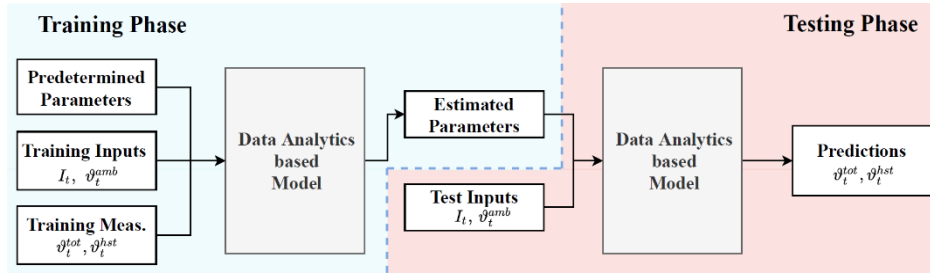 Training Phase
Testing Phase
Predetermined
Parameters
Training Inputs
I_t, ϑ_t^{amb}
Training Meas.
ϑ_t^{tot}, ϑ_t^{hst}
Data Analytics
based
Model
Estimated
Parameters
Test Inputs
I_t, ϑ_t^{amb}
Data Analytics
based
Model
Predictions
ϑ_t^{tot}, ϑ_t^{hst}